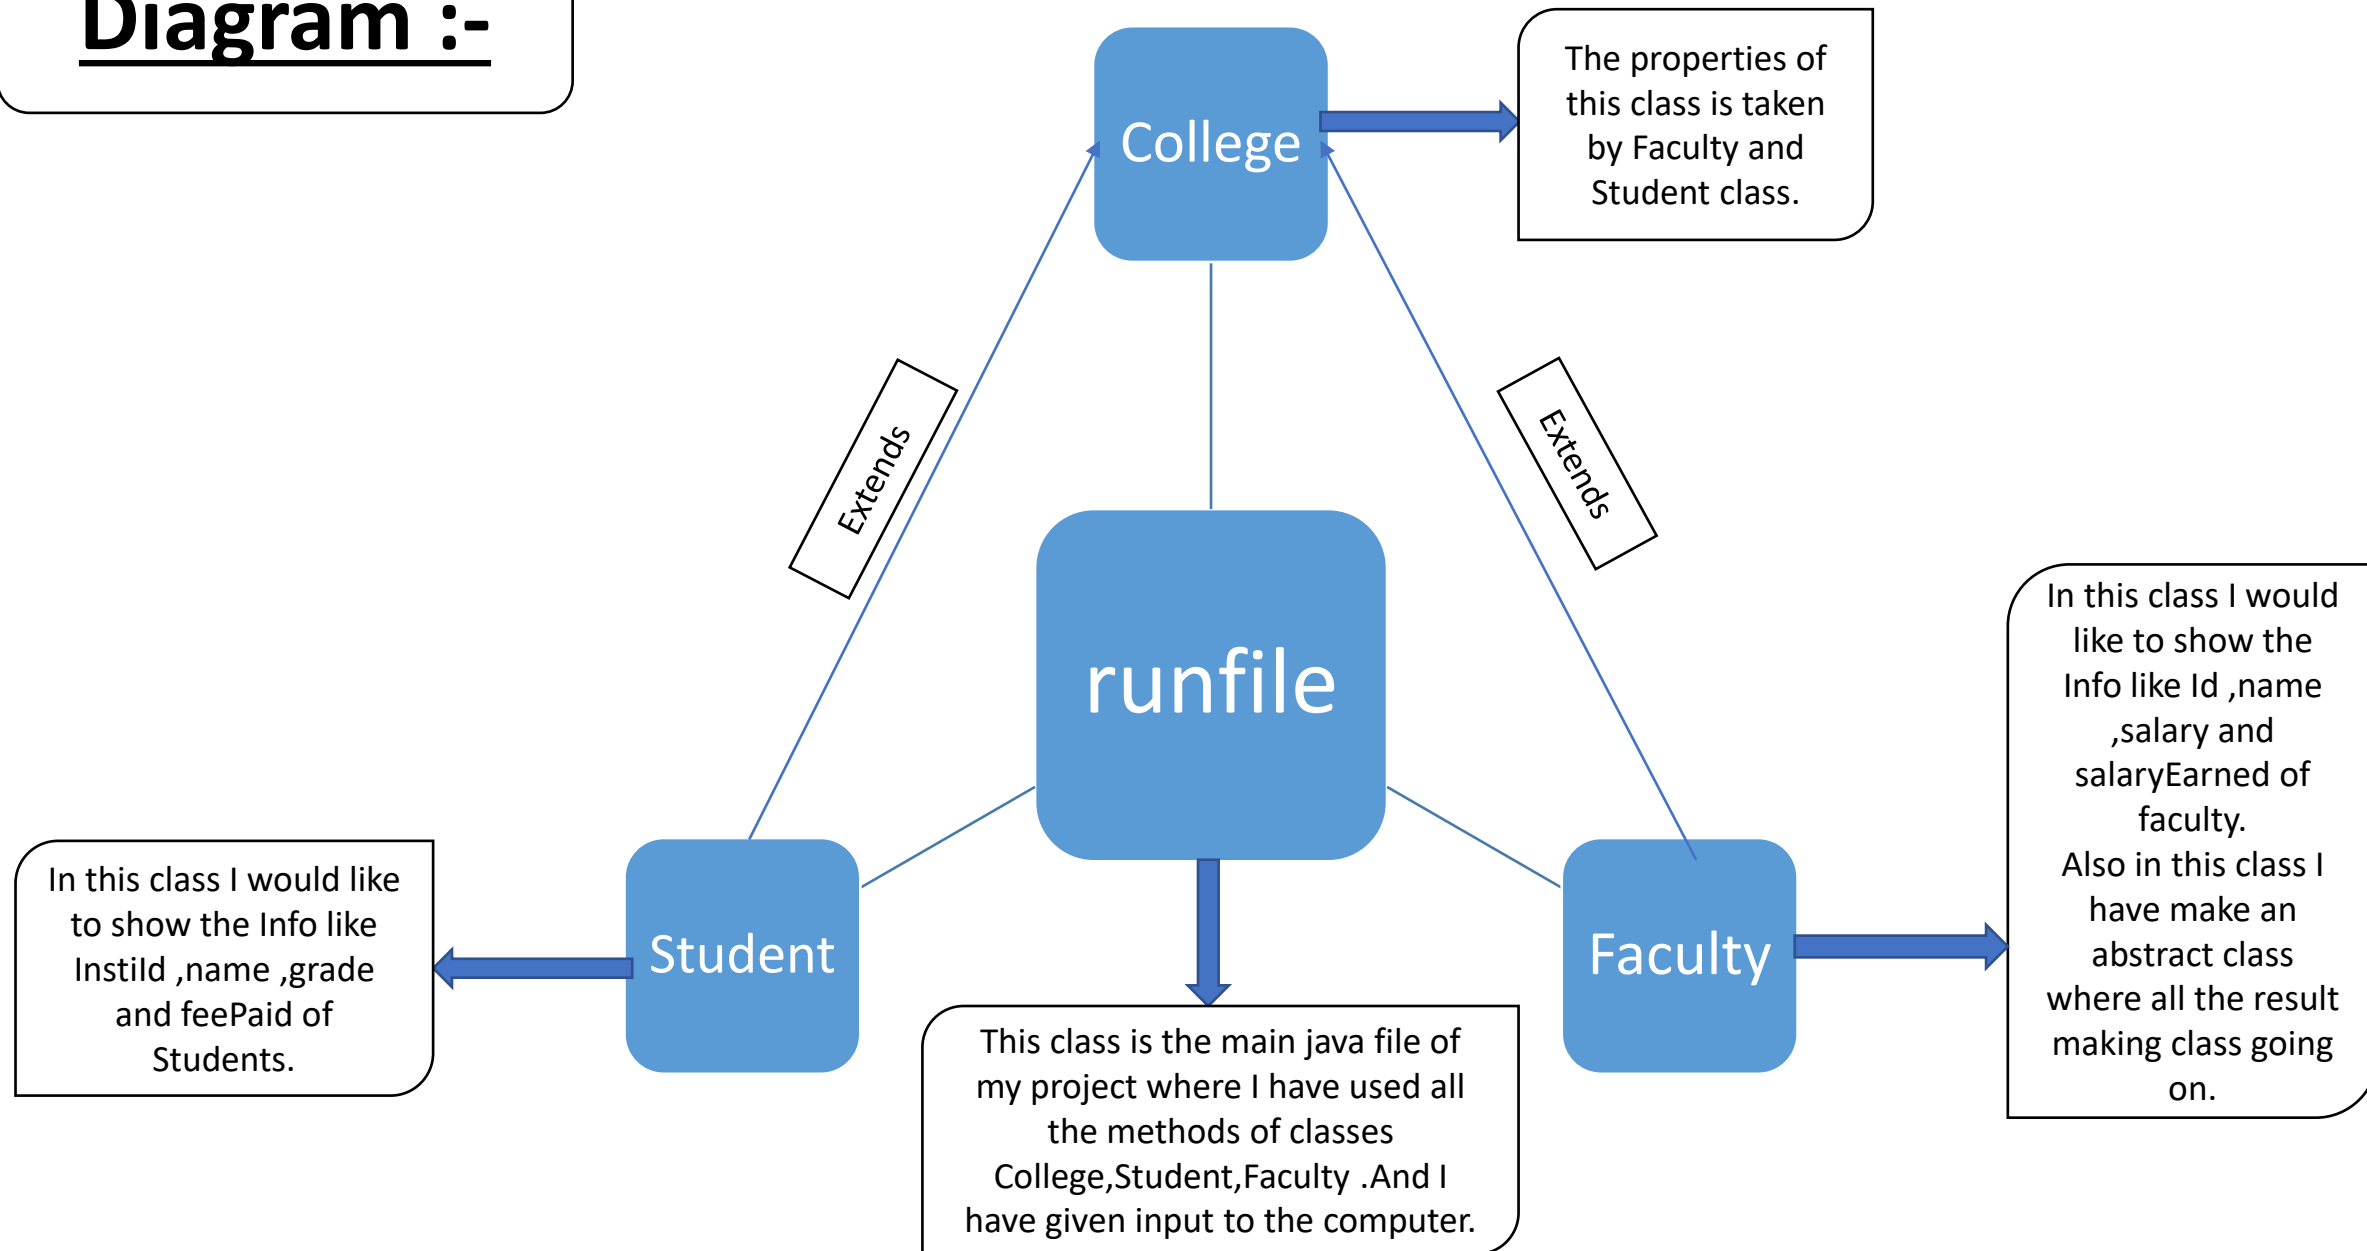 Diagram :-
College
The properties of
this class is taken
by Faculty and
Student class.
Extends
Extends
runfile
In this class I would
like to show the
Info like Id ,name
,salary and
salaryEarned of
faculty.
Also in this class I
have make an
abstract class
where all the result
making class going
on.
Student
Faculty
In this class I would like
to show the Info like
InstiId ,name ,grade
and feePaid of
Students.
This class is the main java file of
my project where I have used all
the methods of classes
College,Student,Faculty .And I
have given input to the computer.